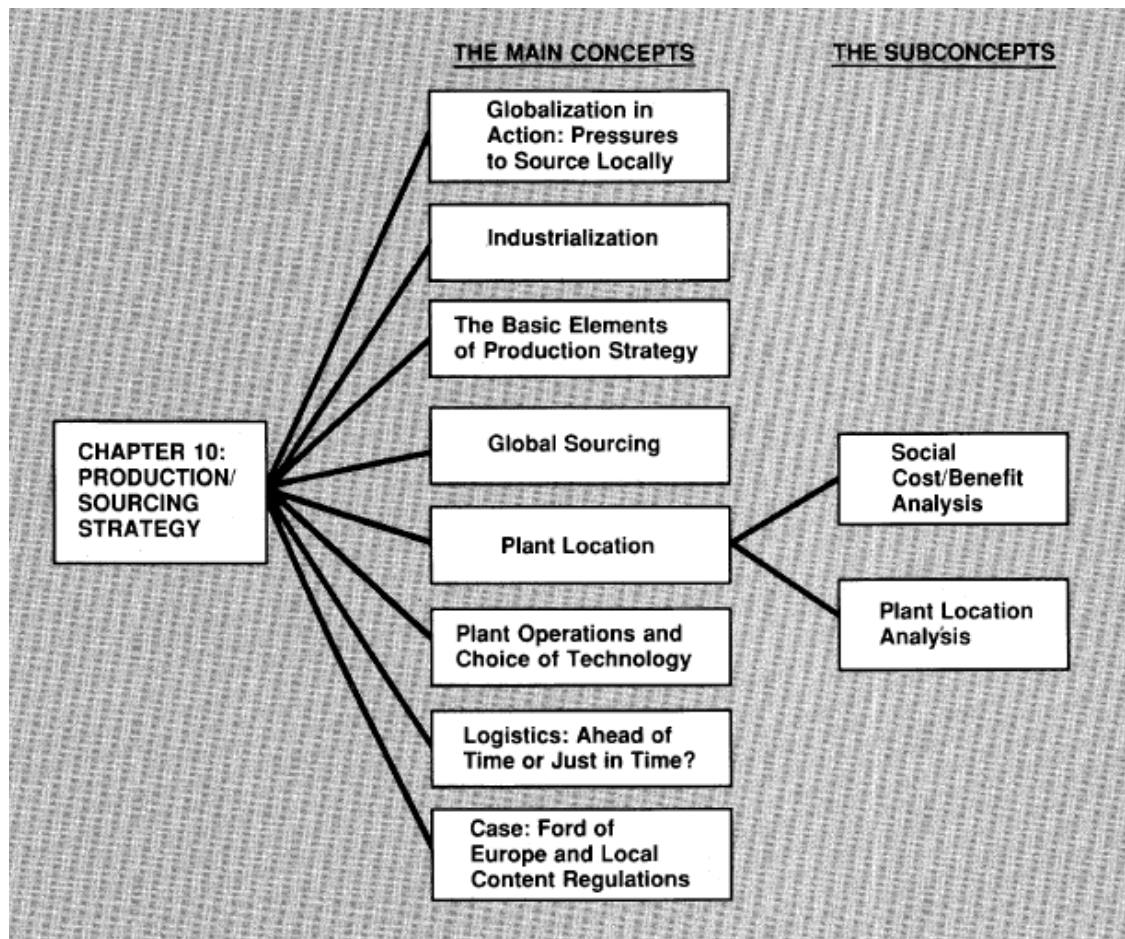 THE MAIN CONCEPTS
THE SUBCONCEPTS
Globalization in
Action: Pressures
to Source Locally
Industrialization
The Basic Elements
of Production Strategy
Global Sourcing
CHAPTER 10:
PRODUCTION/
SOURCING
STRATEGY
Plant Location
Plant Operations and
Choice of Technology
Logistics: Ahead of
Time or Just in Time?
Case: Ford of
Europe and Local
Content Regulations
Social
Cost/Benefit
Analysis
Plant Location
Analysis